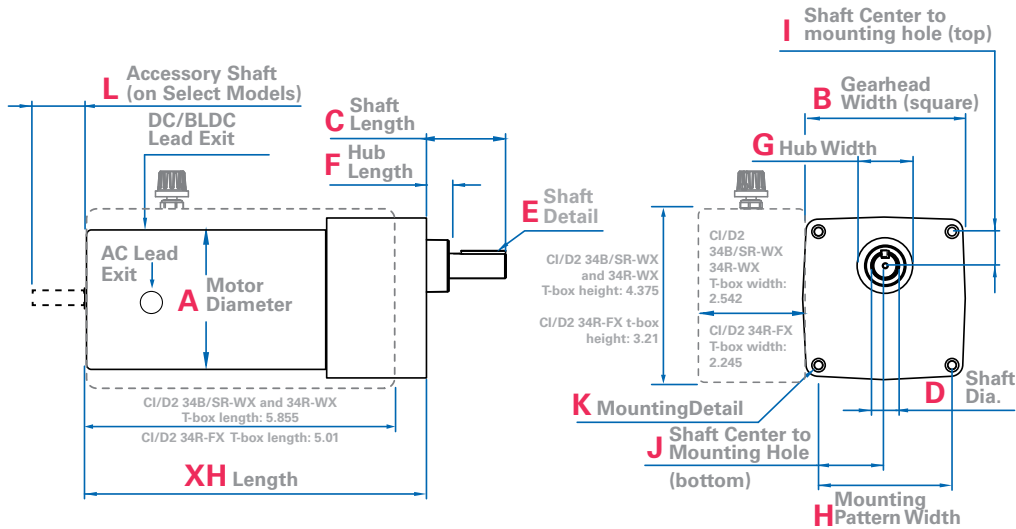 L Accessory Shaft
(on Select Models)
DC/BLDC
Lead Exit
C Shaft
Length
F Hub
Length
E Shaft
Detail
AC Lead
Exit
A Motor
Diameter
CI/D2 34B/SR-WX and 34R-WX
T-box length: 5.855
CI/D2 34R-FX T-box length: 5.01
XH Length
I Shaft Center to
mounting hole (top)
B Gearhead
Width (square)
G Hub Width
CI/D2 34B/SR-WX
and 34R-WX
T-box height: 4.375
CI/D2 34R-FX t-box
height: 3.21
CI/D2
34B/SR-WX
34R-WX
T-box width:
2.542
CI/D2 34R-FX
T-box width:
2.245
D Shaft
Dia.
K MountingDetail
J Shaft Center to
Mounting Hole
(bottom)
H Mounting
Pattern Width